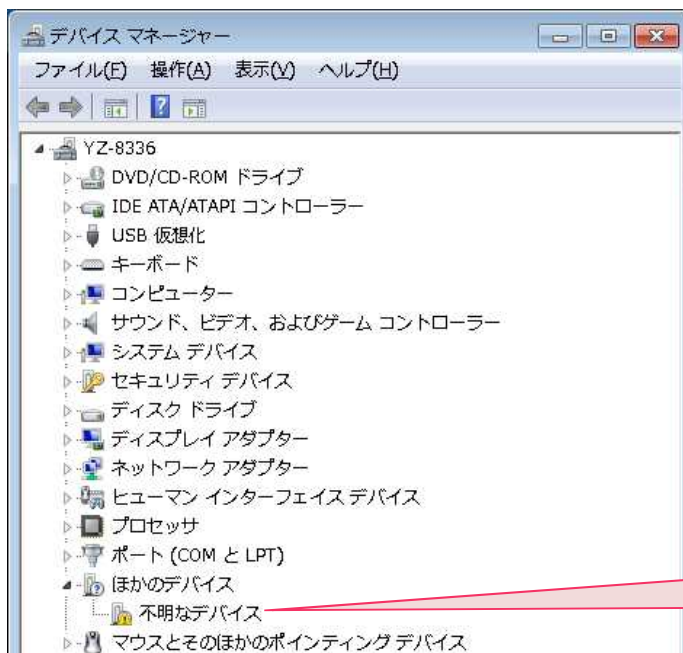 デバイス マネージャー
ファイル(F) 操作(A) 表示(V) ヘルプ(H)
YZ-8336
DVD/CD-ROM ドライブ
IDE ATA/ATAPI コントローラー
USB 仮想化
キーボード
コンピューター
サウンド、ビデオ、およびゲーム コントローラー
システム デバイス
セキュリティ デバイス
ディスク ドライブ
ディスプレイ アダプター
ネットワーク アダプター
ヒューマン インターフェイス デバイス
プロセッサ
ポート (COM と LPT)
ほかのデバイス
不明なデバイス
マウスとそのほかのポインティング デバイス